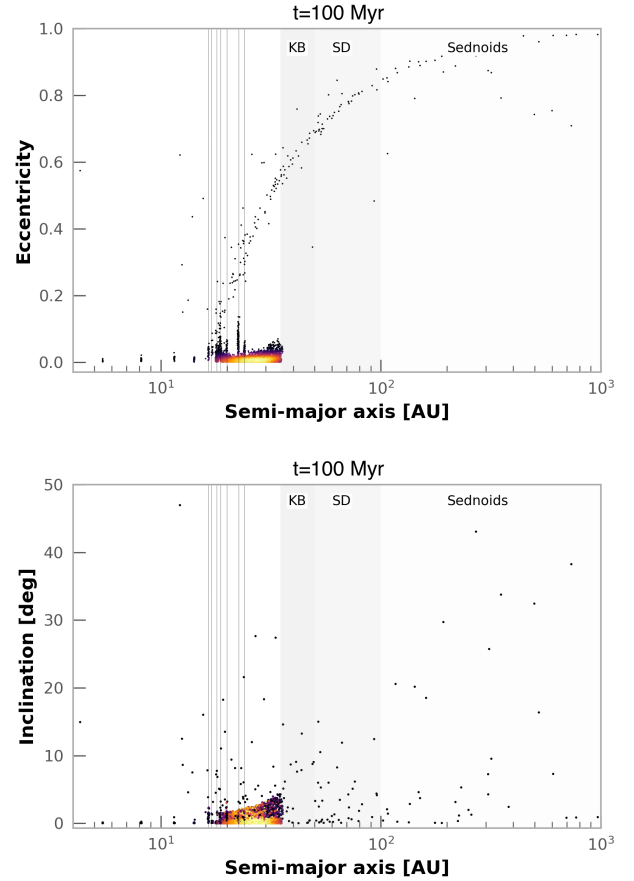 t=100 Myr
1.0
KB SD Sednoids
0.8
0.6
0.4
0.2
0.0
Eccentricity
10¹ 10² 10³
Semi-major axis [AU]
t=100 Myr
50
KB SD Sednoids
40
30
20
10
0
Inclination [deg]
10¹ 10² 10³
Semi-major axis [AU]